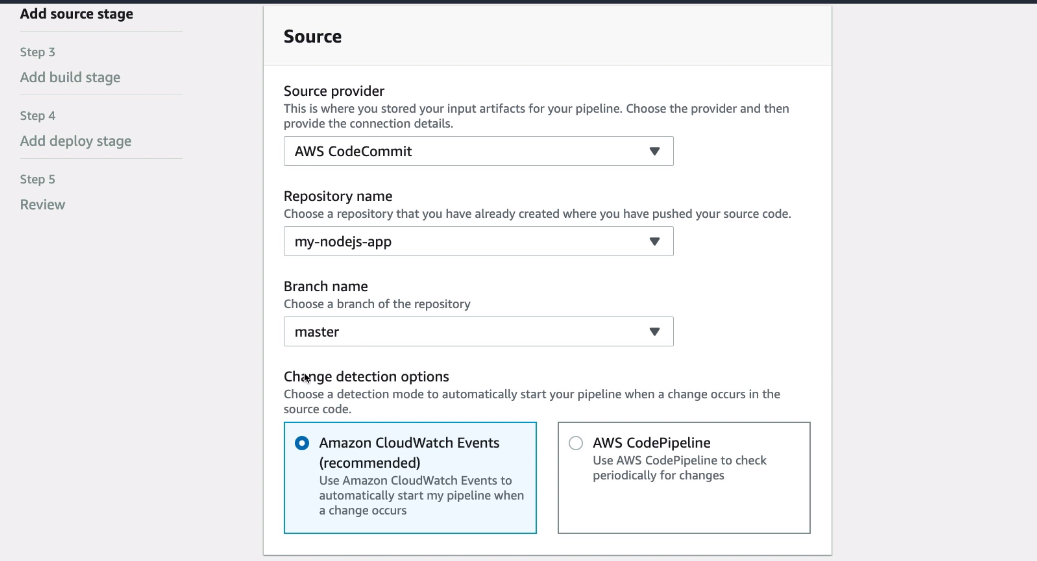 Add source stage
Step 3
Add build stage
Step 4
Add deploy stage
Step 5
Review
Source
Source provider
This is where you stored your input artifacts for your pipeline. Choose the provider and then
provide the connection details.
AWS CodeCommit
Repository name
Choose a repository that you have already created where you have pushed your source code.
my-nodejs-app
Branch name
Choose a branch of the repository
master
Change detection options
Choose a detection mode to automatically start your pipeline when a change occurs in the
source code.
Amazon CloudWatch Events
(recommended)
Use Amazon CloudWatch Events to
automatically start my pipeline when
a change occurs
AWS CodePipeline
Use AWS CodePipeline to check
periodically for changes